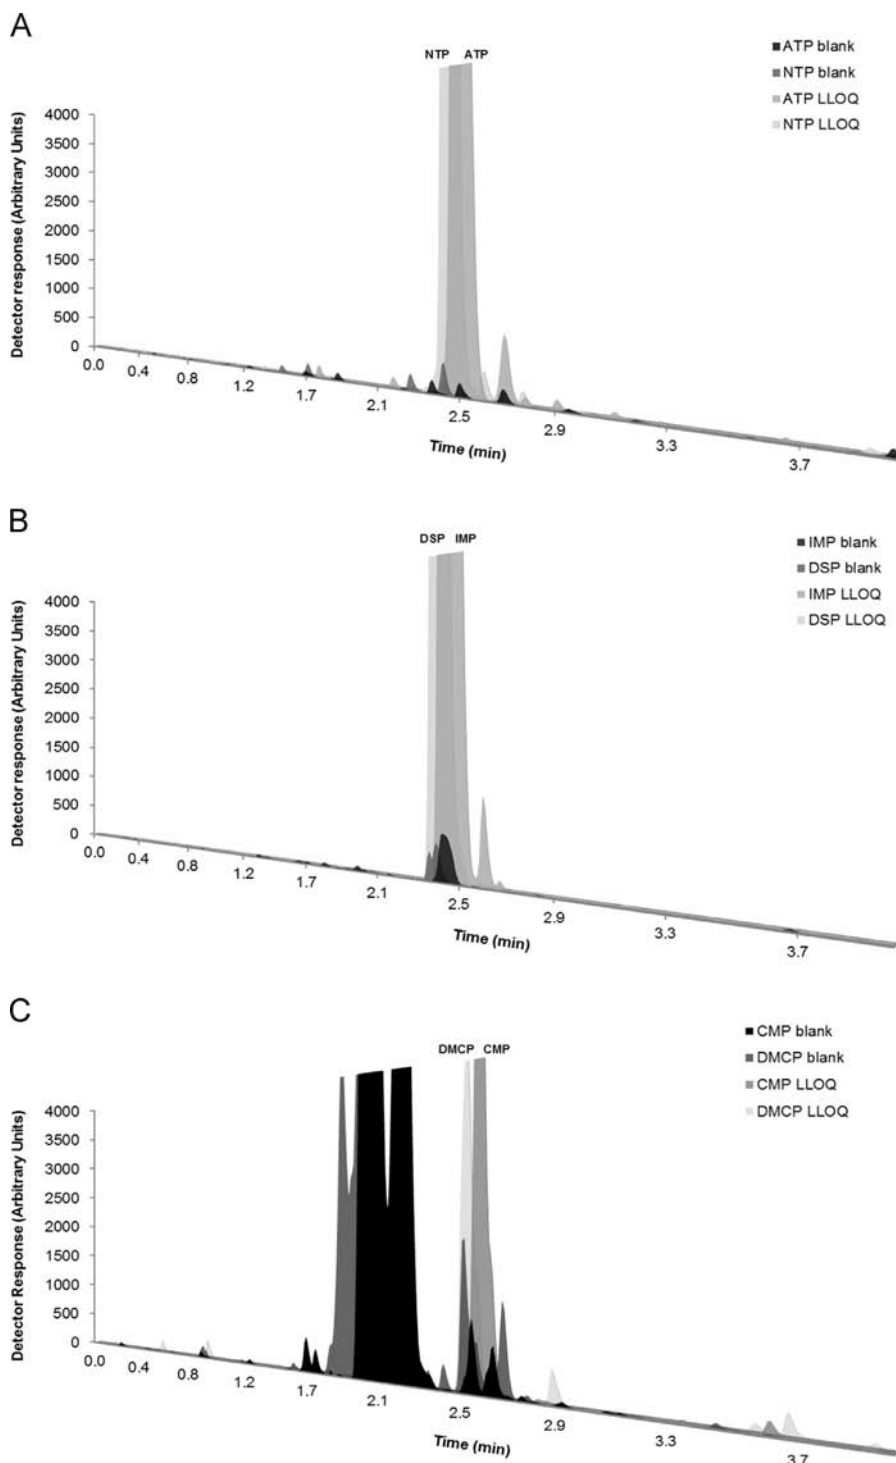 A
NTP ATP
ATP blank
NTP blank
ATP LLOQ
NTP LLOQ
Detector response (Arbitrary Units)
4000
3500
3000
2500
2000
1500
1000
500
0
0.0 0.4 0.8 1.2 1.7 2.1 2.5 2.9 3.3 3.7
Time (min)
B
DSP IMP
IMP blank
DSP blank
IMP LLOQ
DSP LLOQ
Detector response (Arbitrary Units)
4000
3500
3000
2500
2000
1500
1000
500
0
0.0 0.4 0.8 1.2 1.7 2.1 2.5 2.9 3.3 3.7
Time (min)
C
DMCP CMP
CMP blank
DMCP blank
CMP LLOQ
DMCP LLOQ
Detector Response (Arbitrary Units)
4000
3500
3000
2500
2000
1500
1000
500
0
0.0 0.4 0.8 1.2 1.7 2.1 2.5 2.9 3.3 3.7
Time (min)